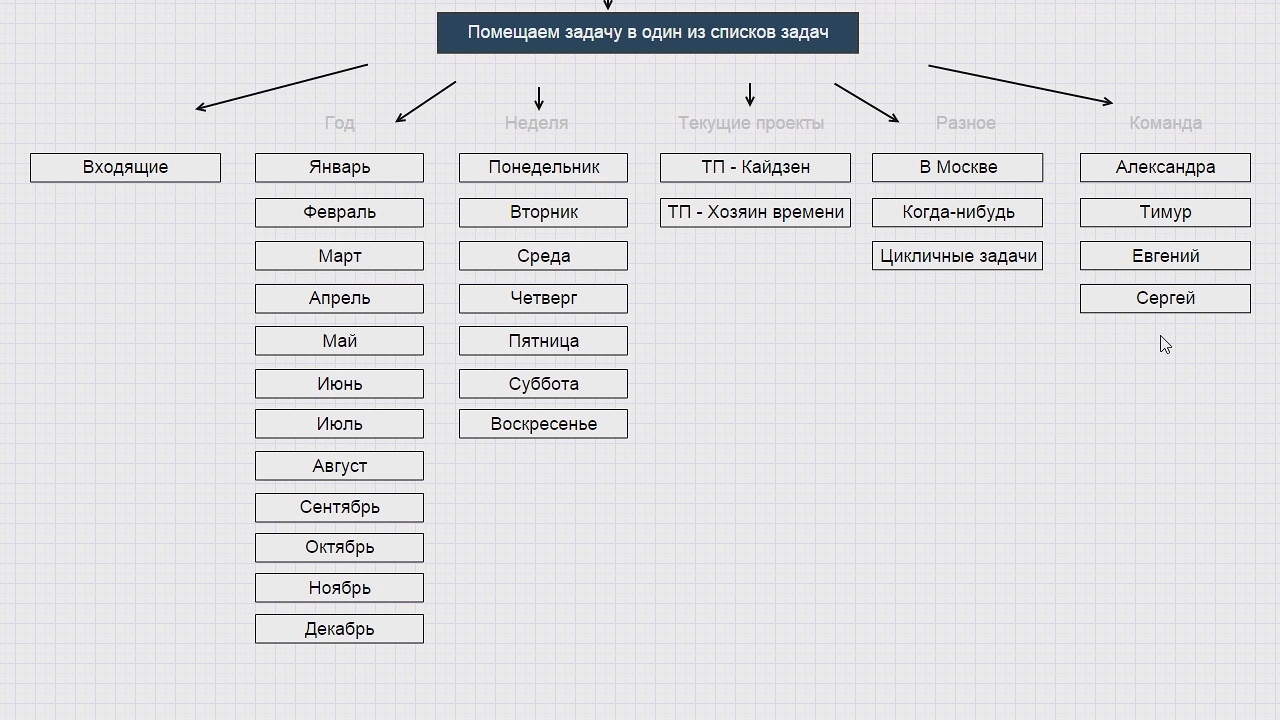 Помещаем задачу в один из списков задач
Входящие
Год
Январь
Февраль
Март
Апрель
Май
Июнь
Июль
Август
Сентябрь
Октябрь
Ноябрь
Декабрь
Неделя
Понедельник
Вторник
Среда
Четверг
Пятница
Суббота
Воскресенье
Текущие проекты
ТП - Кайдзен
ТП - Хозяин времени
Разное
В Москве
Когда-нибудь
Цикличные задачи
Команда
Александра
Тимур
Евгений
Сергей